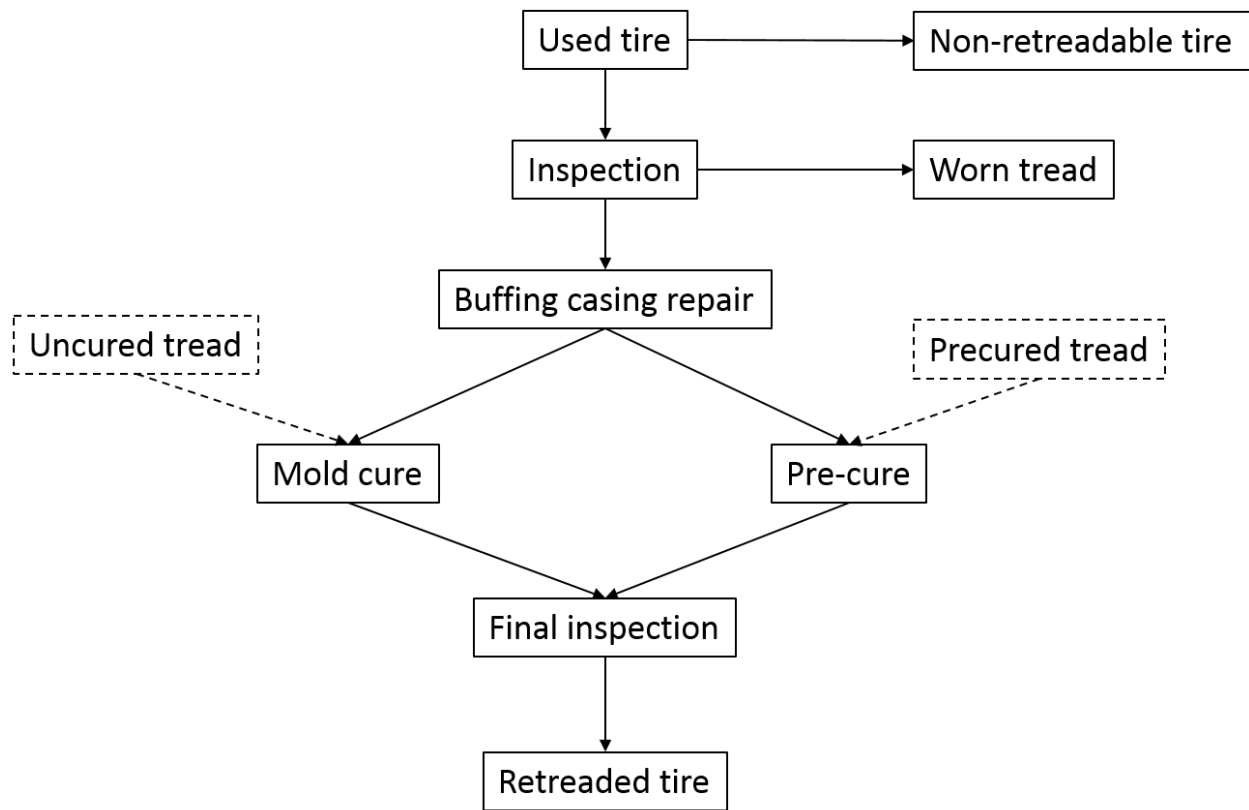 Used tire
Non-retreadable tire
Inspection
Worn tread
Buffing casing repair
Uncured tread
Precured tread
Mold cure
Pre-cure
Final inspection
Retreaded tire